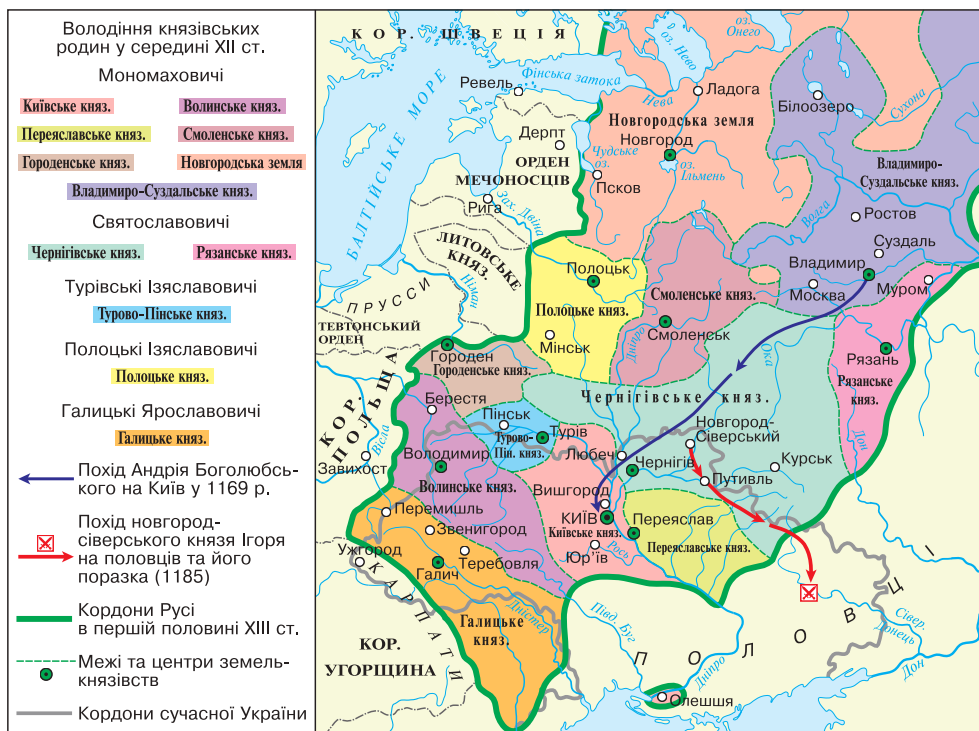 Володіння князівських
родин у середині XII ст.
Мономаховичі
Київське княз.
Волинське княз.
Переяславське княз.
Смоленське княз.
Городенське княз.
Новгородська земля
Владимиро-Суздальське княз.
Святославовичі
Чернігівське княз.
Рязанське княз.
Турівські Ізяславовичі
Турово-Пінське княз.
Полоцькі Ізяславовичі
Полоцьке княз.
Галицькі Ярославовичі
Галицьке княз.
Похід Андрія Боголюбсь-
кого на Київ у 1169 р.
Похід новгород-
сіверського князя Ігоря
на половців та його
поразка (1185)
Кордони Русі
в першій половині XIII ст.
Межі та центри земель-
князівств
Кордони сучасної України
КОР. ШВЕЦІЯ
оз. Онего
оз. Нево
Фінська затока
Ревель
Нева
Ладога
Білоозеро
Сухона
БАЛТІЙСЬКЕ МОРЕ
Новгородська земля
Дерпт
Новгород
ОРДЕН
МЕЧОНОСЦІВ
Чудське
оз.
оз.
Ільмень
Псков
Владимиро-
Суздальське княз.
Рига
Зах. Двіна
Волга
Ростов
ЛИТОВСЬКЕ
КНЯЗ.
Суздаль
Полоцьк
Владимир
Муром
Москва
Німан
ПРУССИ
Смоленське княз.
Полоцьке
княз.
ТЕВТОНСЬКИЙ
ОРДЕН
Дніпро
Смоленськ
Ока
Мінськ
Городен
Городенське княз.
Рязань
Рязанське
княз.
КОР.
ПОЛЬЩА
Берестя
Чернігівське княз.
Пінськ
Турів
Турово-
Пін. княз.
Новгород-
Сіверський
Дон
Вісла
Завихост
Володимир
Любеч
Чернігів
Курськ
Волинське княз.
Путивль
Вишгород
Перемишль
КИЇВ
Київське княз.
Переяслав
Звенигород
Переяславське княз.
Ужгород
Рось
Юр'їв
Теребовля
Галич
КАРПАТИ
Дністер
Галицьке
княз.
Півд. Буг
ПОЛОВЦІ
Сівер.
Донець
КОР.
УГОРЩИНА
Дніпро
Дон
Олешшя